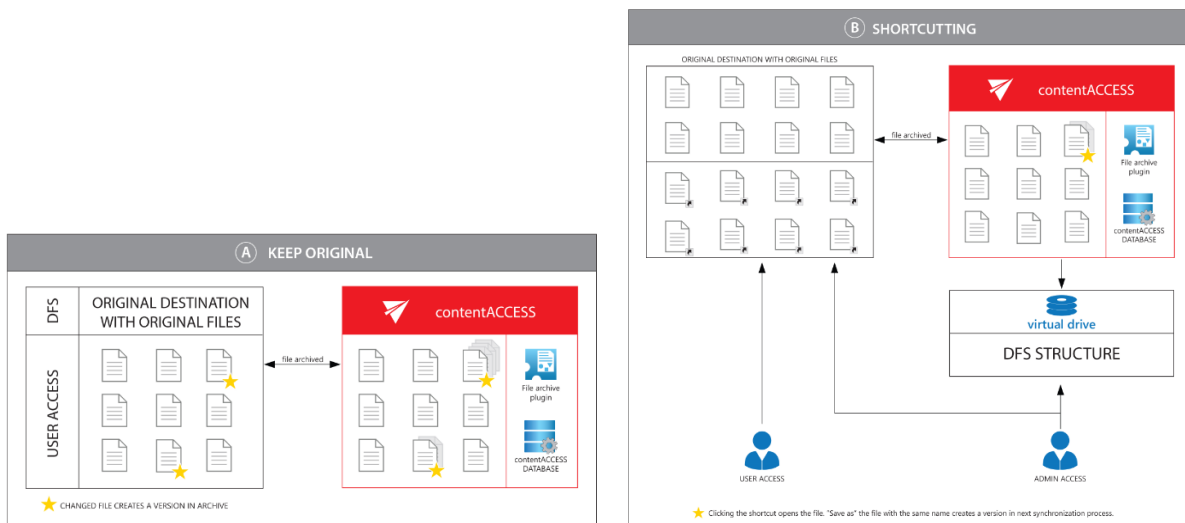 A KEEP ORIGINAL
DFS
ORIGINAL DESTINATION
WITH ORIGINAL FILES
USER ACCESS
file archived
contentACCESS
File archive
plugin
contentACCESS
DATABASE
CHANGED FILE CREATES A VERSION IN ARCHIVE
B SHORTCUTTING
ORIGINAL DESTINATION WITH ORIGINAL FILES
file archived
contentACCESS
File archive
plugin
contentACCESS
DATABASE
virtual drive
DFS STRUCTURE
USER ACCESS
ADMIN ACCESS
Clicking the shortcut opens the file. "Save as" the file with the same name creates a version in next synchronization process.